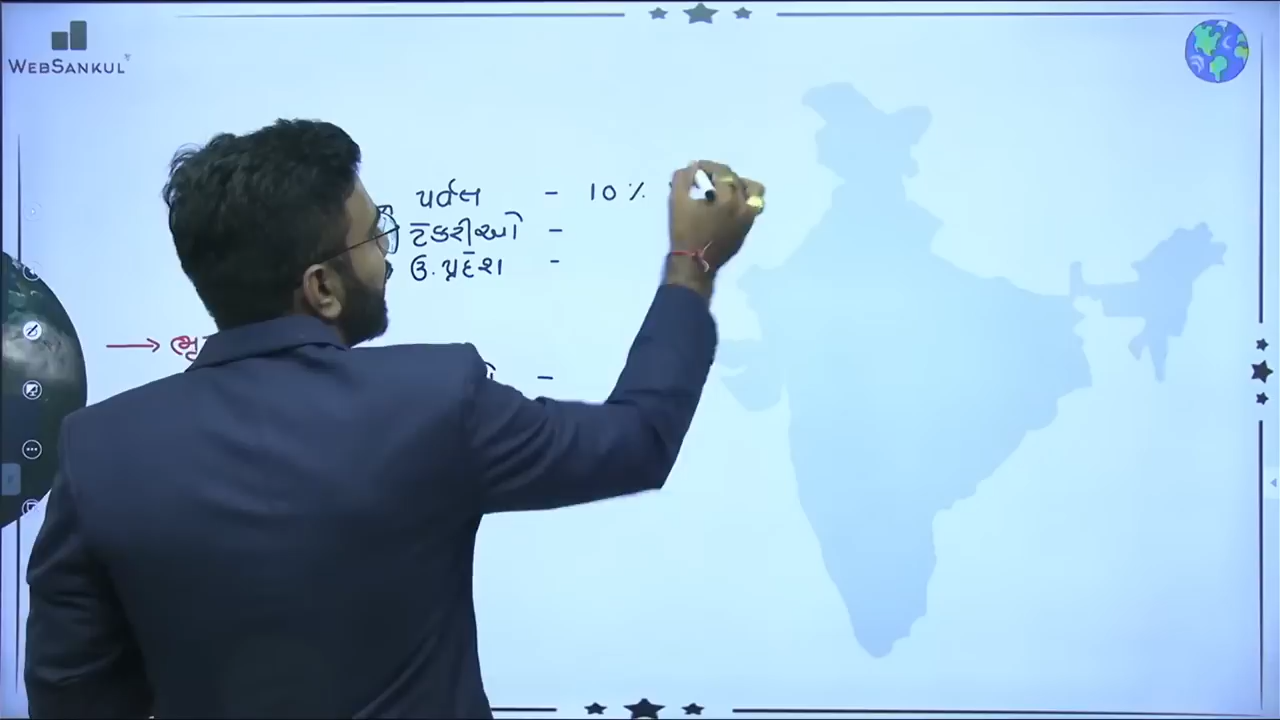 WEBSANKUL
પર્વત - 10 %
ટેકરીઓ -
ઉ. પ્રદેશ -
→
-